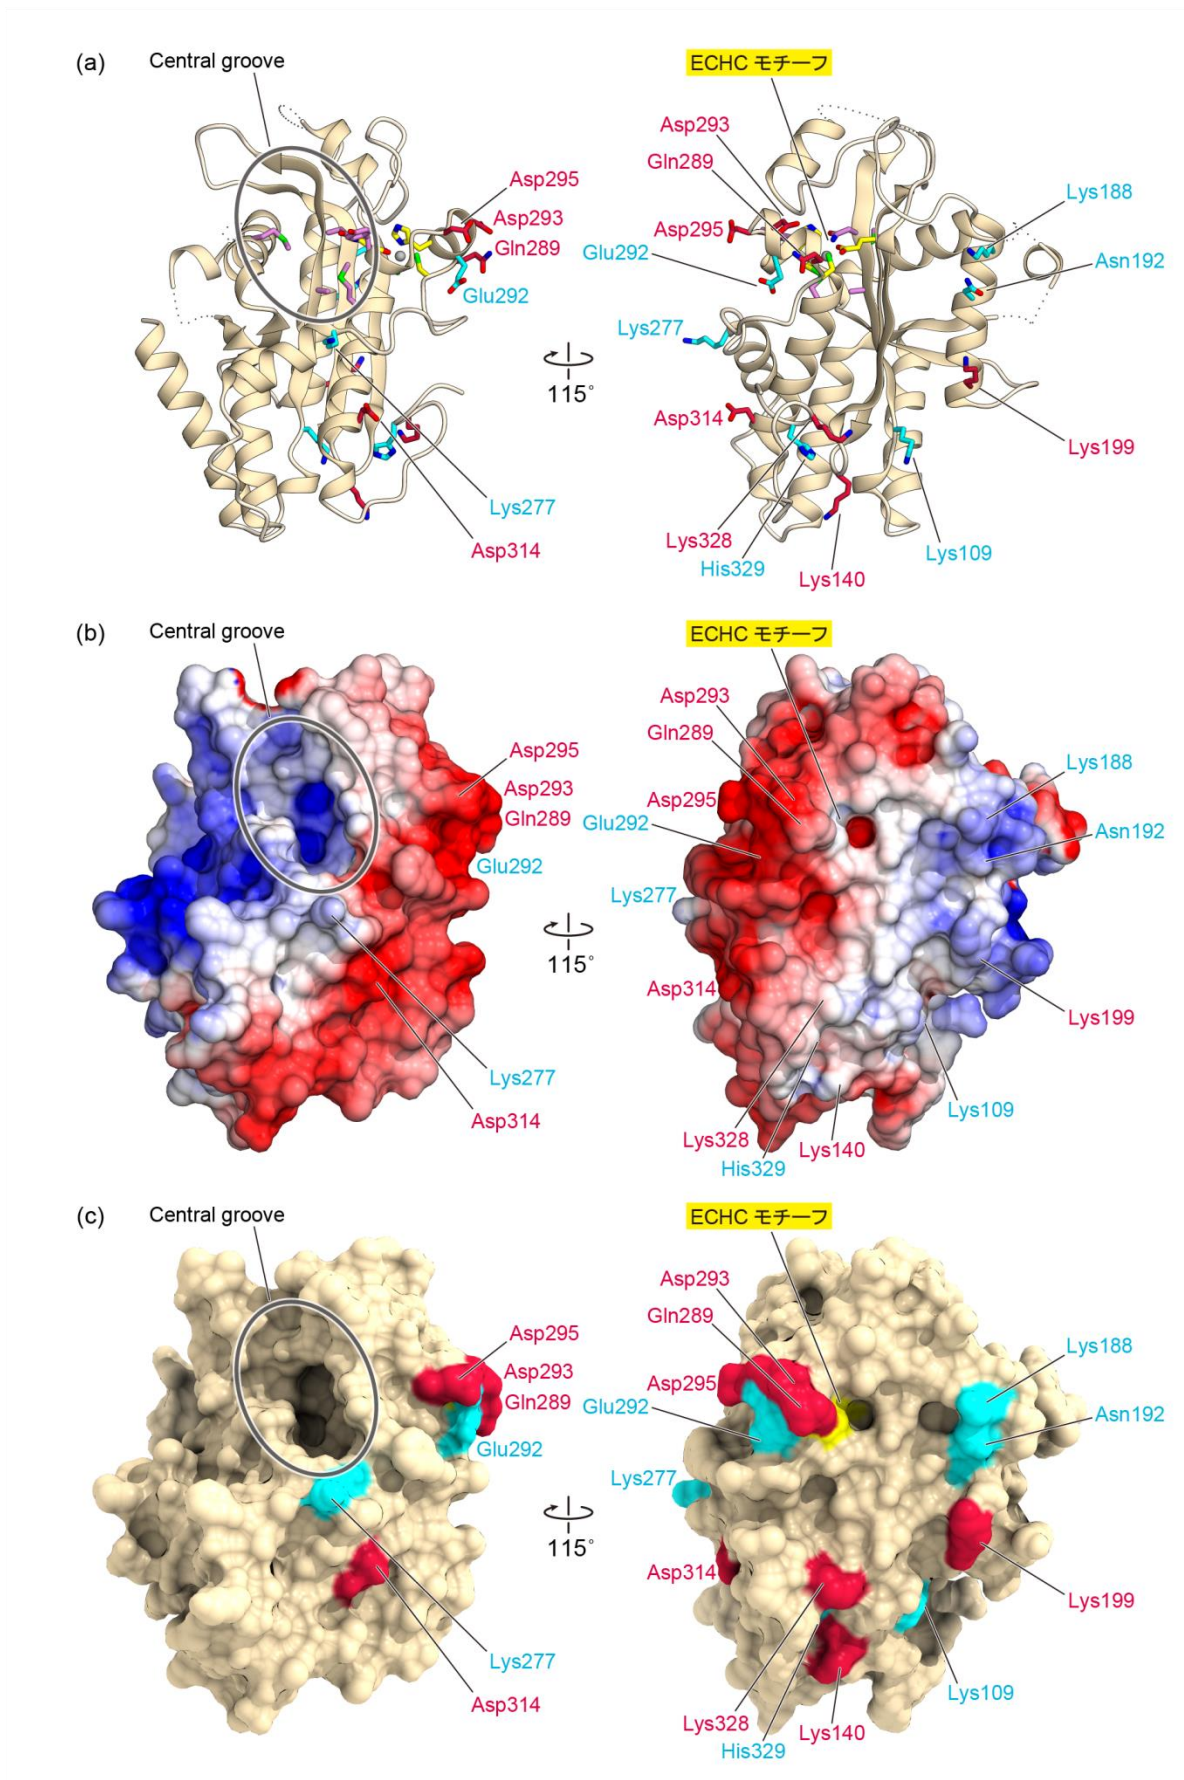 (a)
Central groove
ECHC モチーフ
Asp293
Gln289
Asp295
Asp293
Gln289
Glu292
Asp295
Glu292
Lys188
Asn192
Lys277
115°
Asp314
Lys199
Lys277
Asp314
Lys328
His329
Lys140
Lys109
(b)
Central groove
ECHC モチーフ
Asp293
Gln289
Asp295
Asp293
Gln289
Glu292
Asp295
Glu292
Lys188
Asn192
Lys277
115°
Asp314
Lys199
Lys277
Asp314
Lys328
His329
Lys140
Lys109
(c)
Central groove
ECHC モチーフ
Asp293
Gln289
Asp295
Asp293
Gln289
Glu292
Asp295
Glu292
Lys188
Asn192
Lys277
115°
Asp314
Lys199
Lys277
Asp314
Lys328
His329
Lys140
Lys109